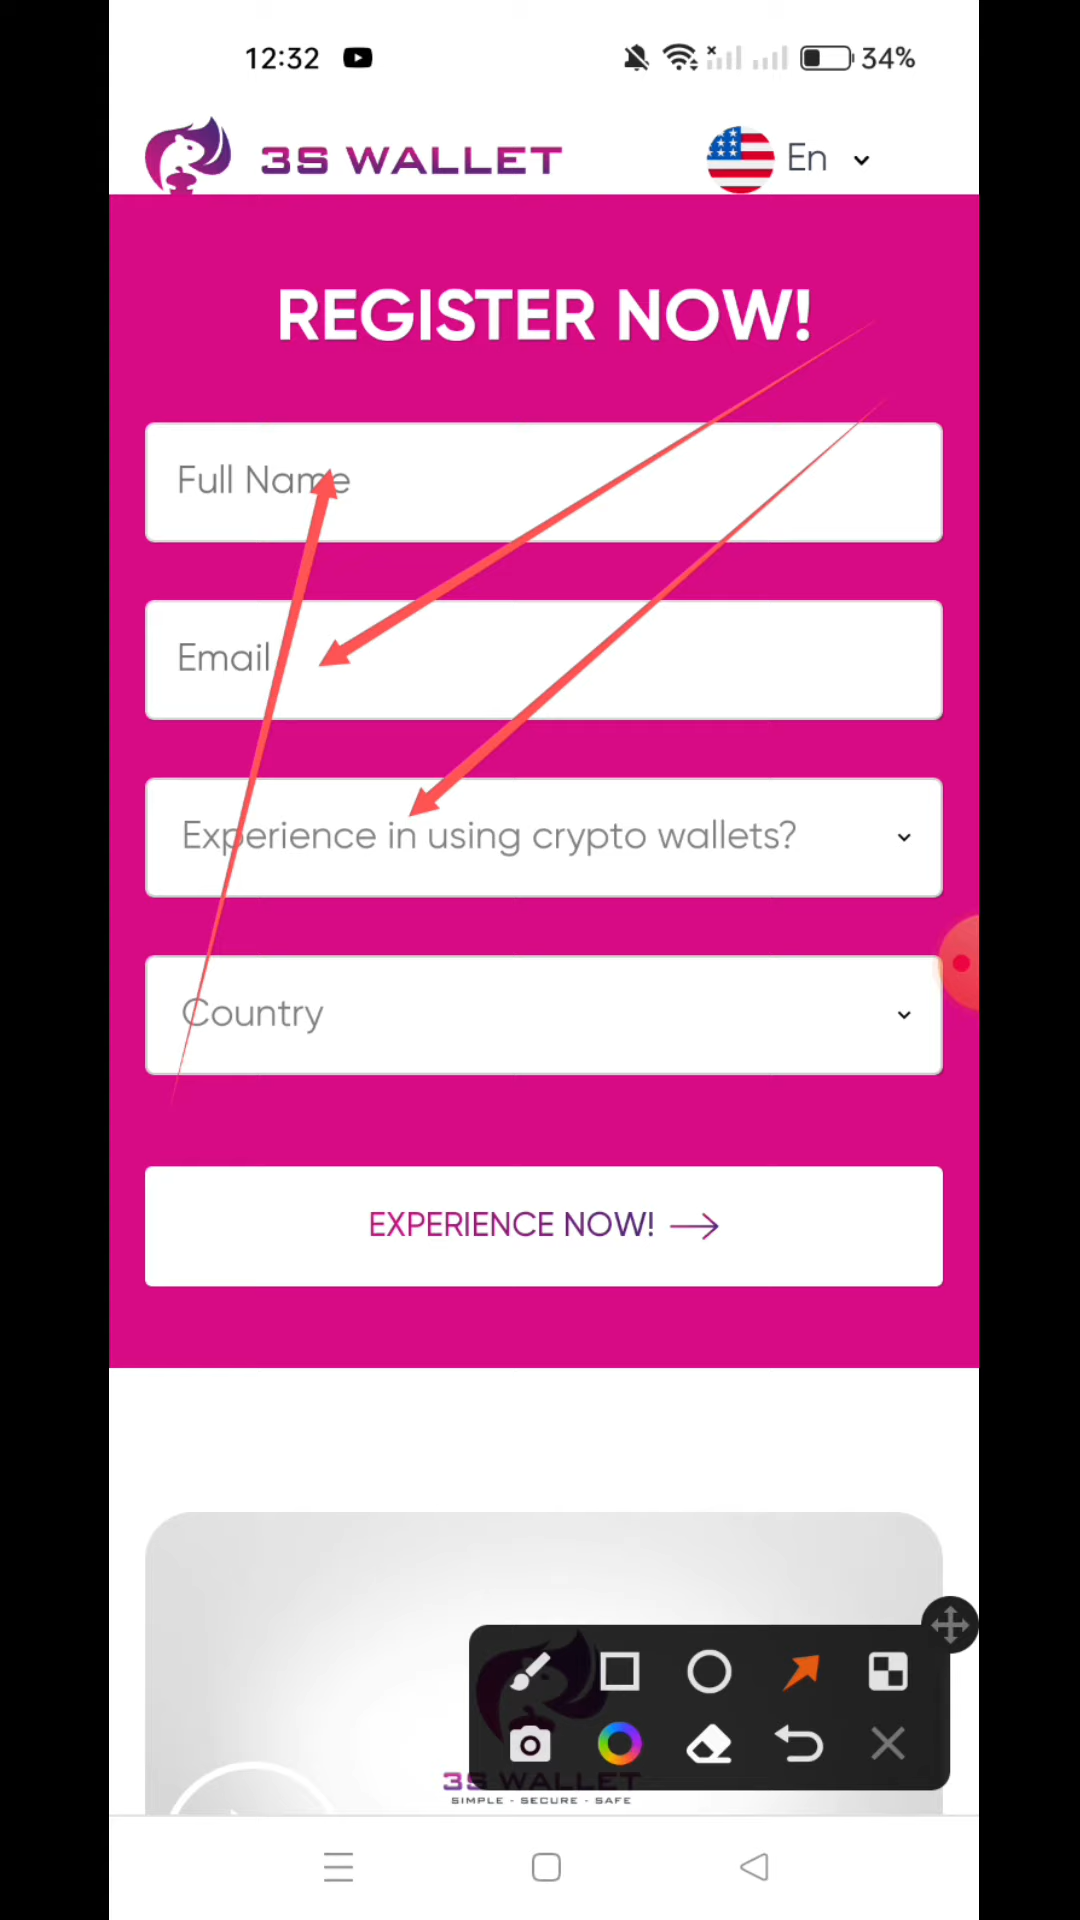 12:32
34%
3S WALLET
En
REGISTER NOW!
Full Name
Email
Experience in using crypto wallets?
Country
EXPERIENCE NOW!
3S WALLET
SIMPLE - SECURE - SAFE